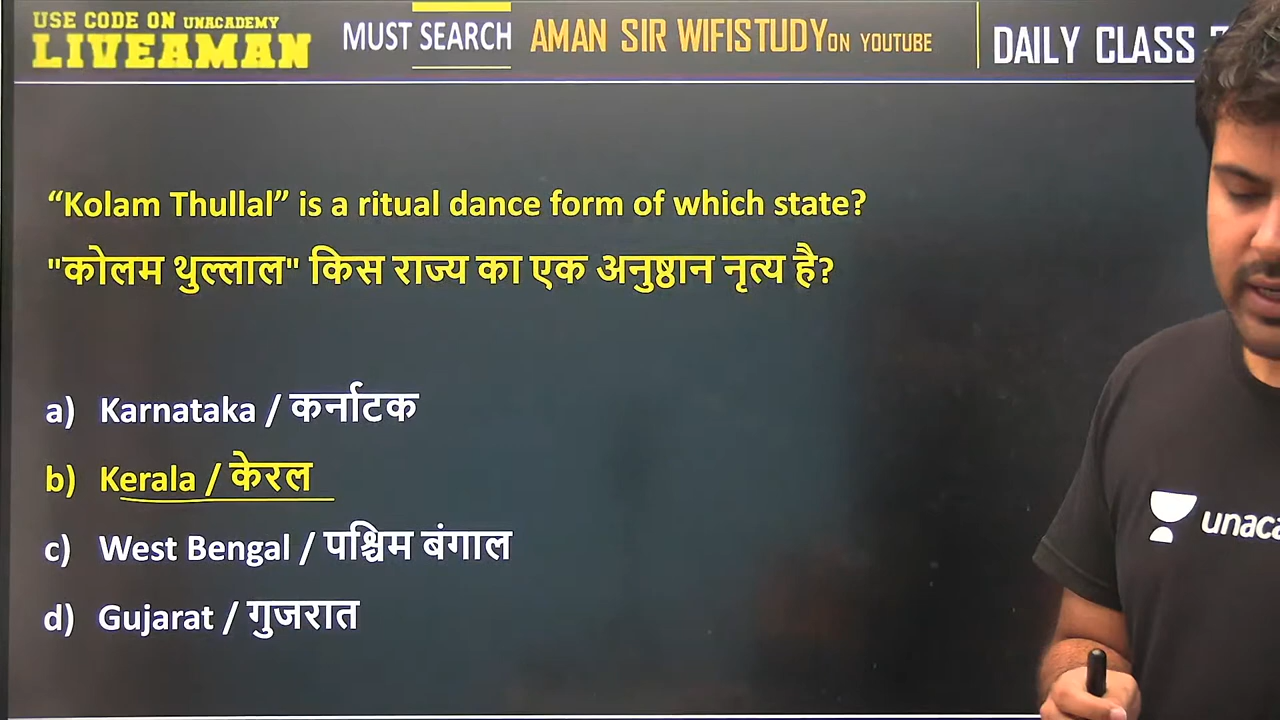 USE CODE ON UNACADEMY
LIVEAMAN
MUST SEARCH AMAN SIR WIFISTUDY ON YOUTUBE
DAILY CLASS
“Kolam Thullal” is a ritual dance form of which state?
"कोलम थुल्लाल" किस राज्य का एक अनुष्ठान नृत्य है?
a) Karnataka / कर्नाटक
b) Kerala / केरल
c) West Bengal / पश्चिम बंगाल
d) Gujarat / गुजरात